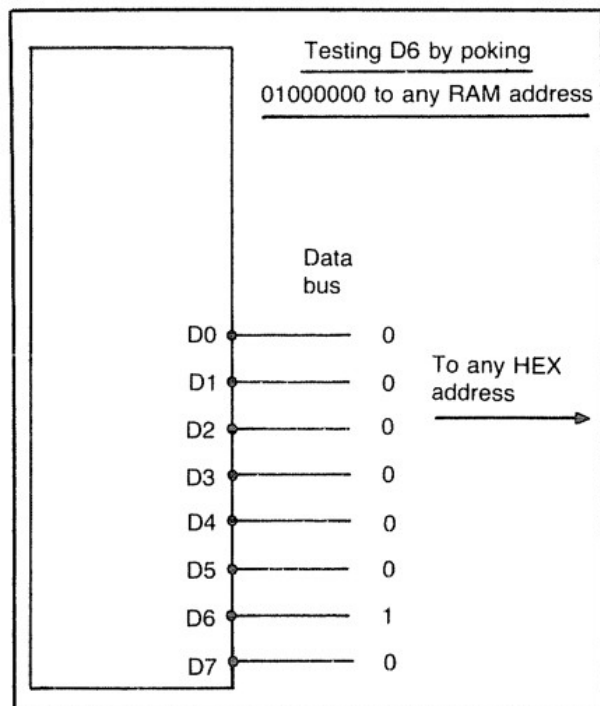 Testing D6 by poking
01000000 to any RAM address
Data
bus
D0 0
D1 0
To any HEX
address
D2 0
D3 0
D4 0
D5 0
D6 1
D7 0